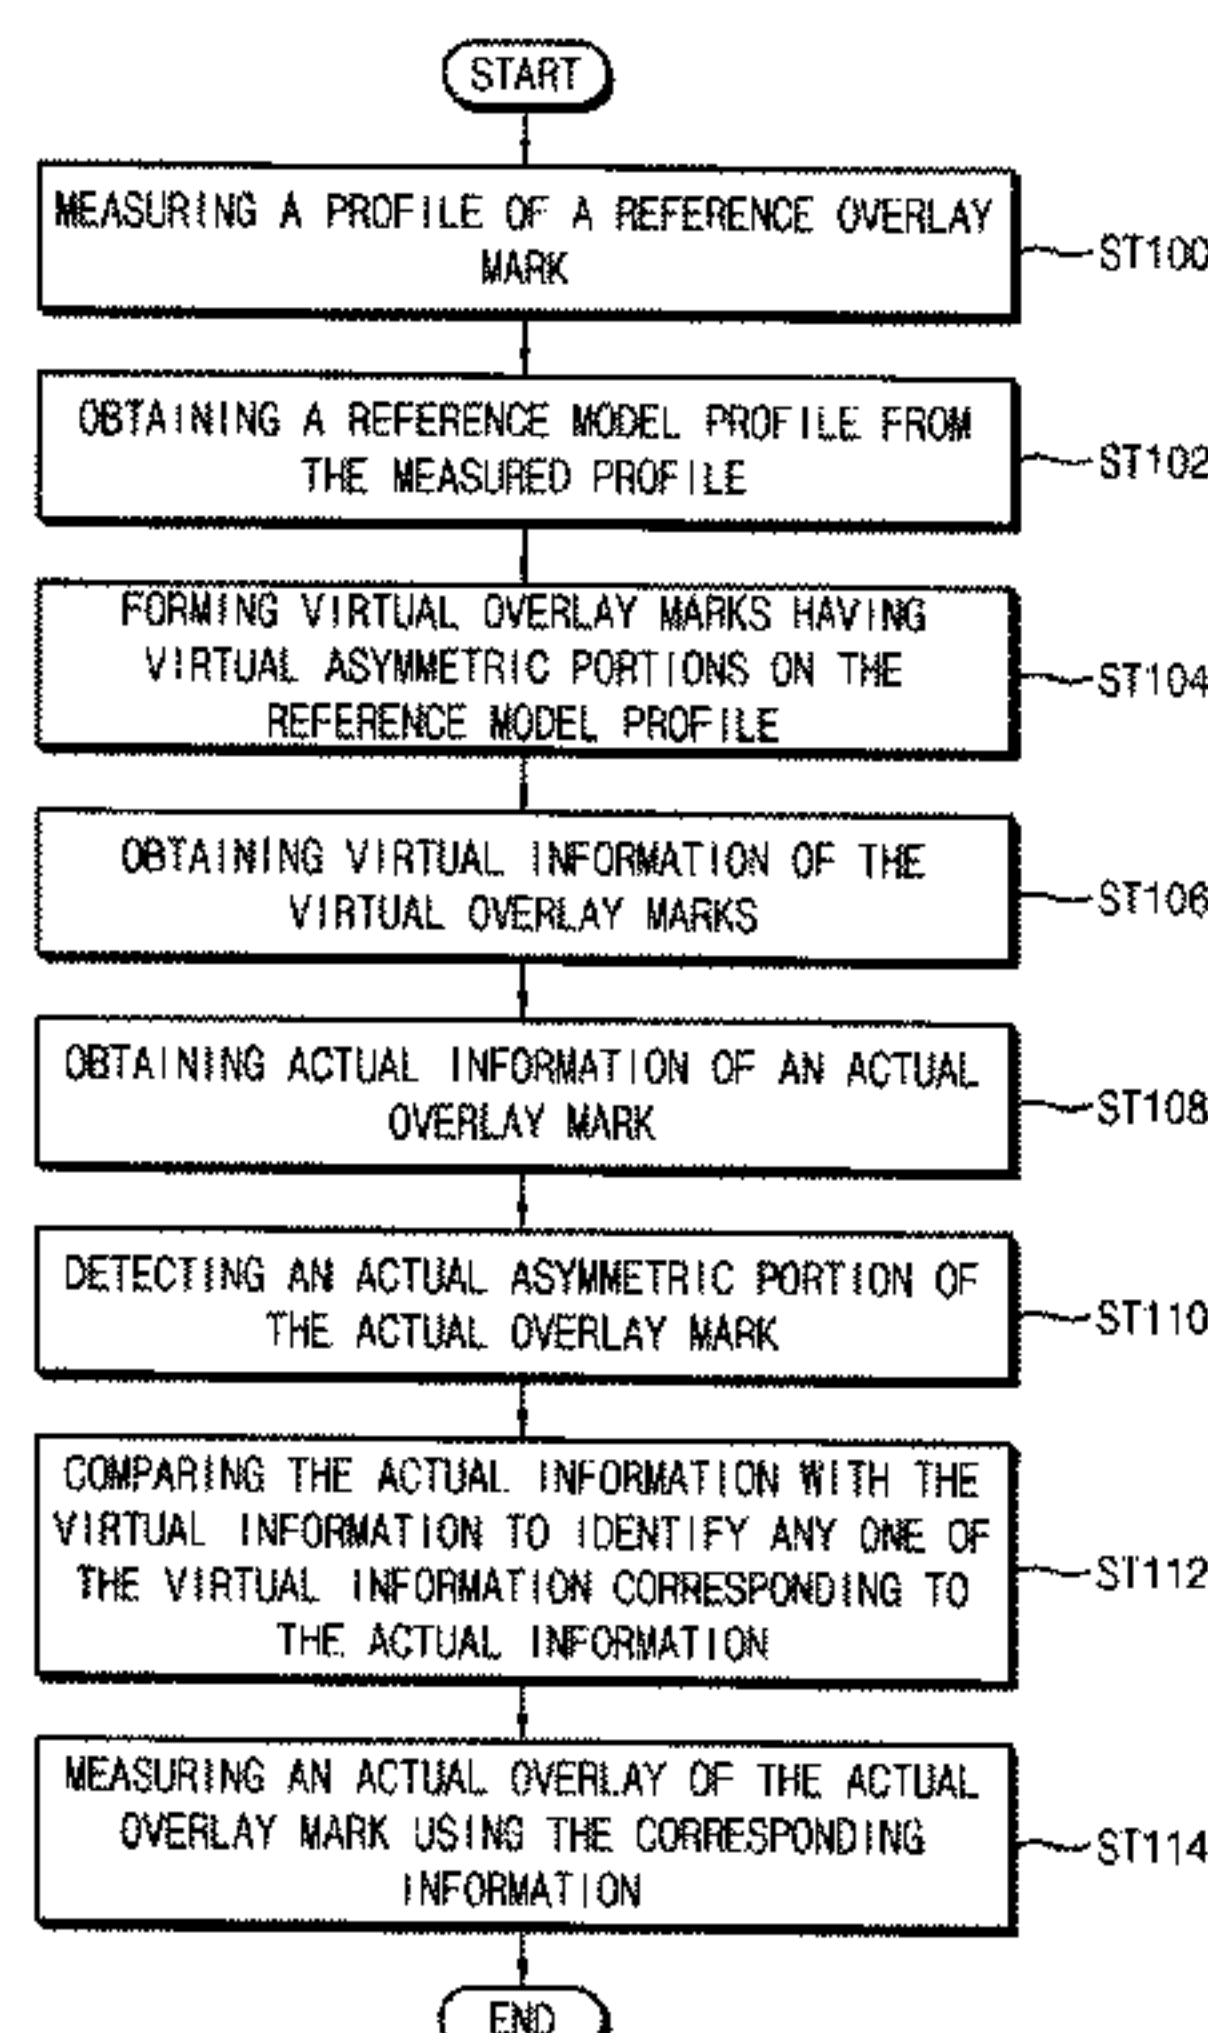 START
MEASURING A PROFILE OF A REFERENCE OVERLAY
MARK
ST100
OBTAINING A REFERENCE MODEL PROFILE FROM
THE MEASURED PROFILE
ST102
FORMING VIRTUAL OVERLAY MARKS HAVING
VIRTUAL ASYMMETRIC PORTIONS ON THE
REFERENCE MODEL PROFILE
ST104
OBTAINING VIRTUAL INFORMATION OF THE
VIRTUAL OVERLAY MARKS
ST106
OBTAINING ACTUAL INFORMATION OF AN ACTUAL
OVERLAY MARK
ST108
DETECTING AN ACTUAL ASYMMETRIC PORTION OF
THE ACTUAL OVERLAY MARK
ST110
COMPARING THE ACTUAL INFORMATION WITH THE
VIRTUAL INFORMATION TO IDENTIFY ANY ONE OF
THE VIRTUAL INFORMATION CORRESPONDING TO
THE ACTUAL INFORMATION
ST112
MEASURING AN ACTUAL OVERLAY OF THE ACTUAL
OVERLAY MARK USING THE CORRESPONDING
INFORMATION
ST114
END